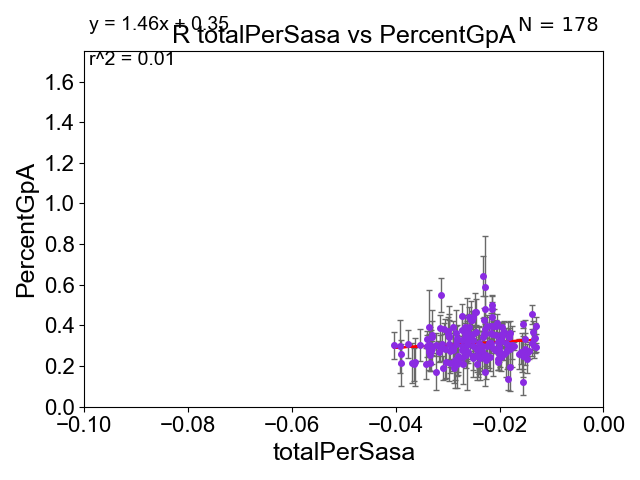 y = 1.46x + 0.35
N = 178
R totalPerSasa vs PercentGpA
r^2 = 0.01
1.6
1.4
1.2
1.0
0.8
0.6
0.4
0.2
0.0
PercentGpA
−0.10
−0.08
−0.06
−0.04
−0.02
0.00
totalPerSasa